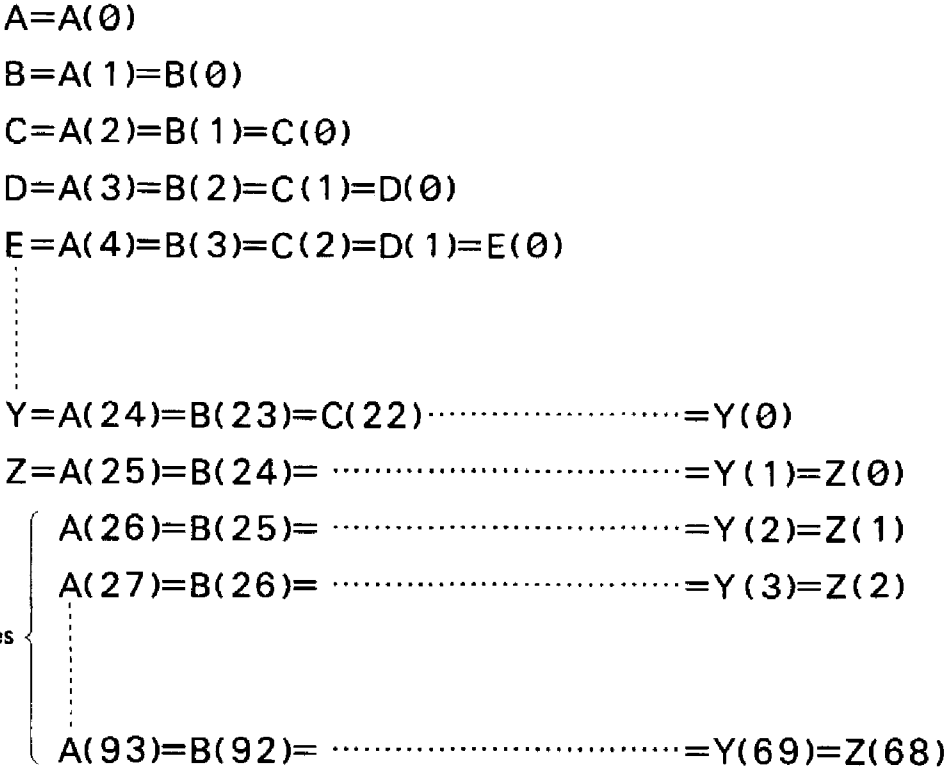 A=A(0)
B=A(1)=B(0)
C=A(2)=B(1)=C(0)
D=A(3)=B(2)=C(1)=D(0)
E=A(4)=B(3)=C(2)=D(1)=E(0)
Y=A(24)=B(23)=C(22)……………………=Y(0)
Z=A(25)=B(24)= ……………………………=Y(1)=Z(0)
A(26)=B(25)= ……………………………=Y(2)=Z(1)
A(27)=B(26)= ……………………………=Y(3)=Z(2)
es
A(93)=B(92)= ……………………………=Y(69)=Z(68)